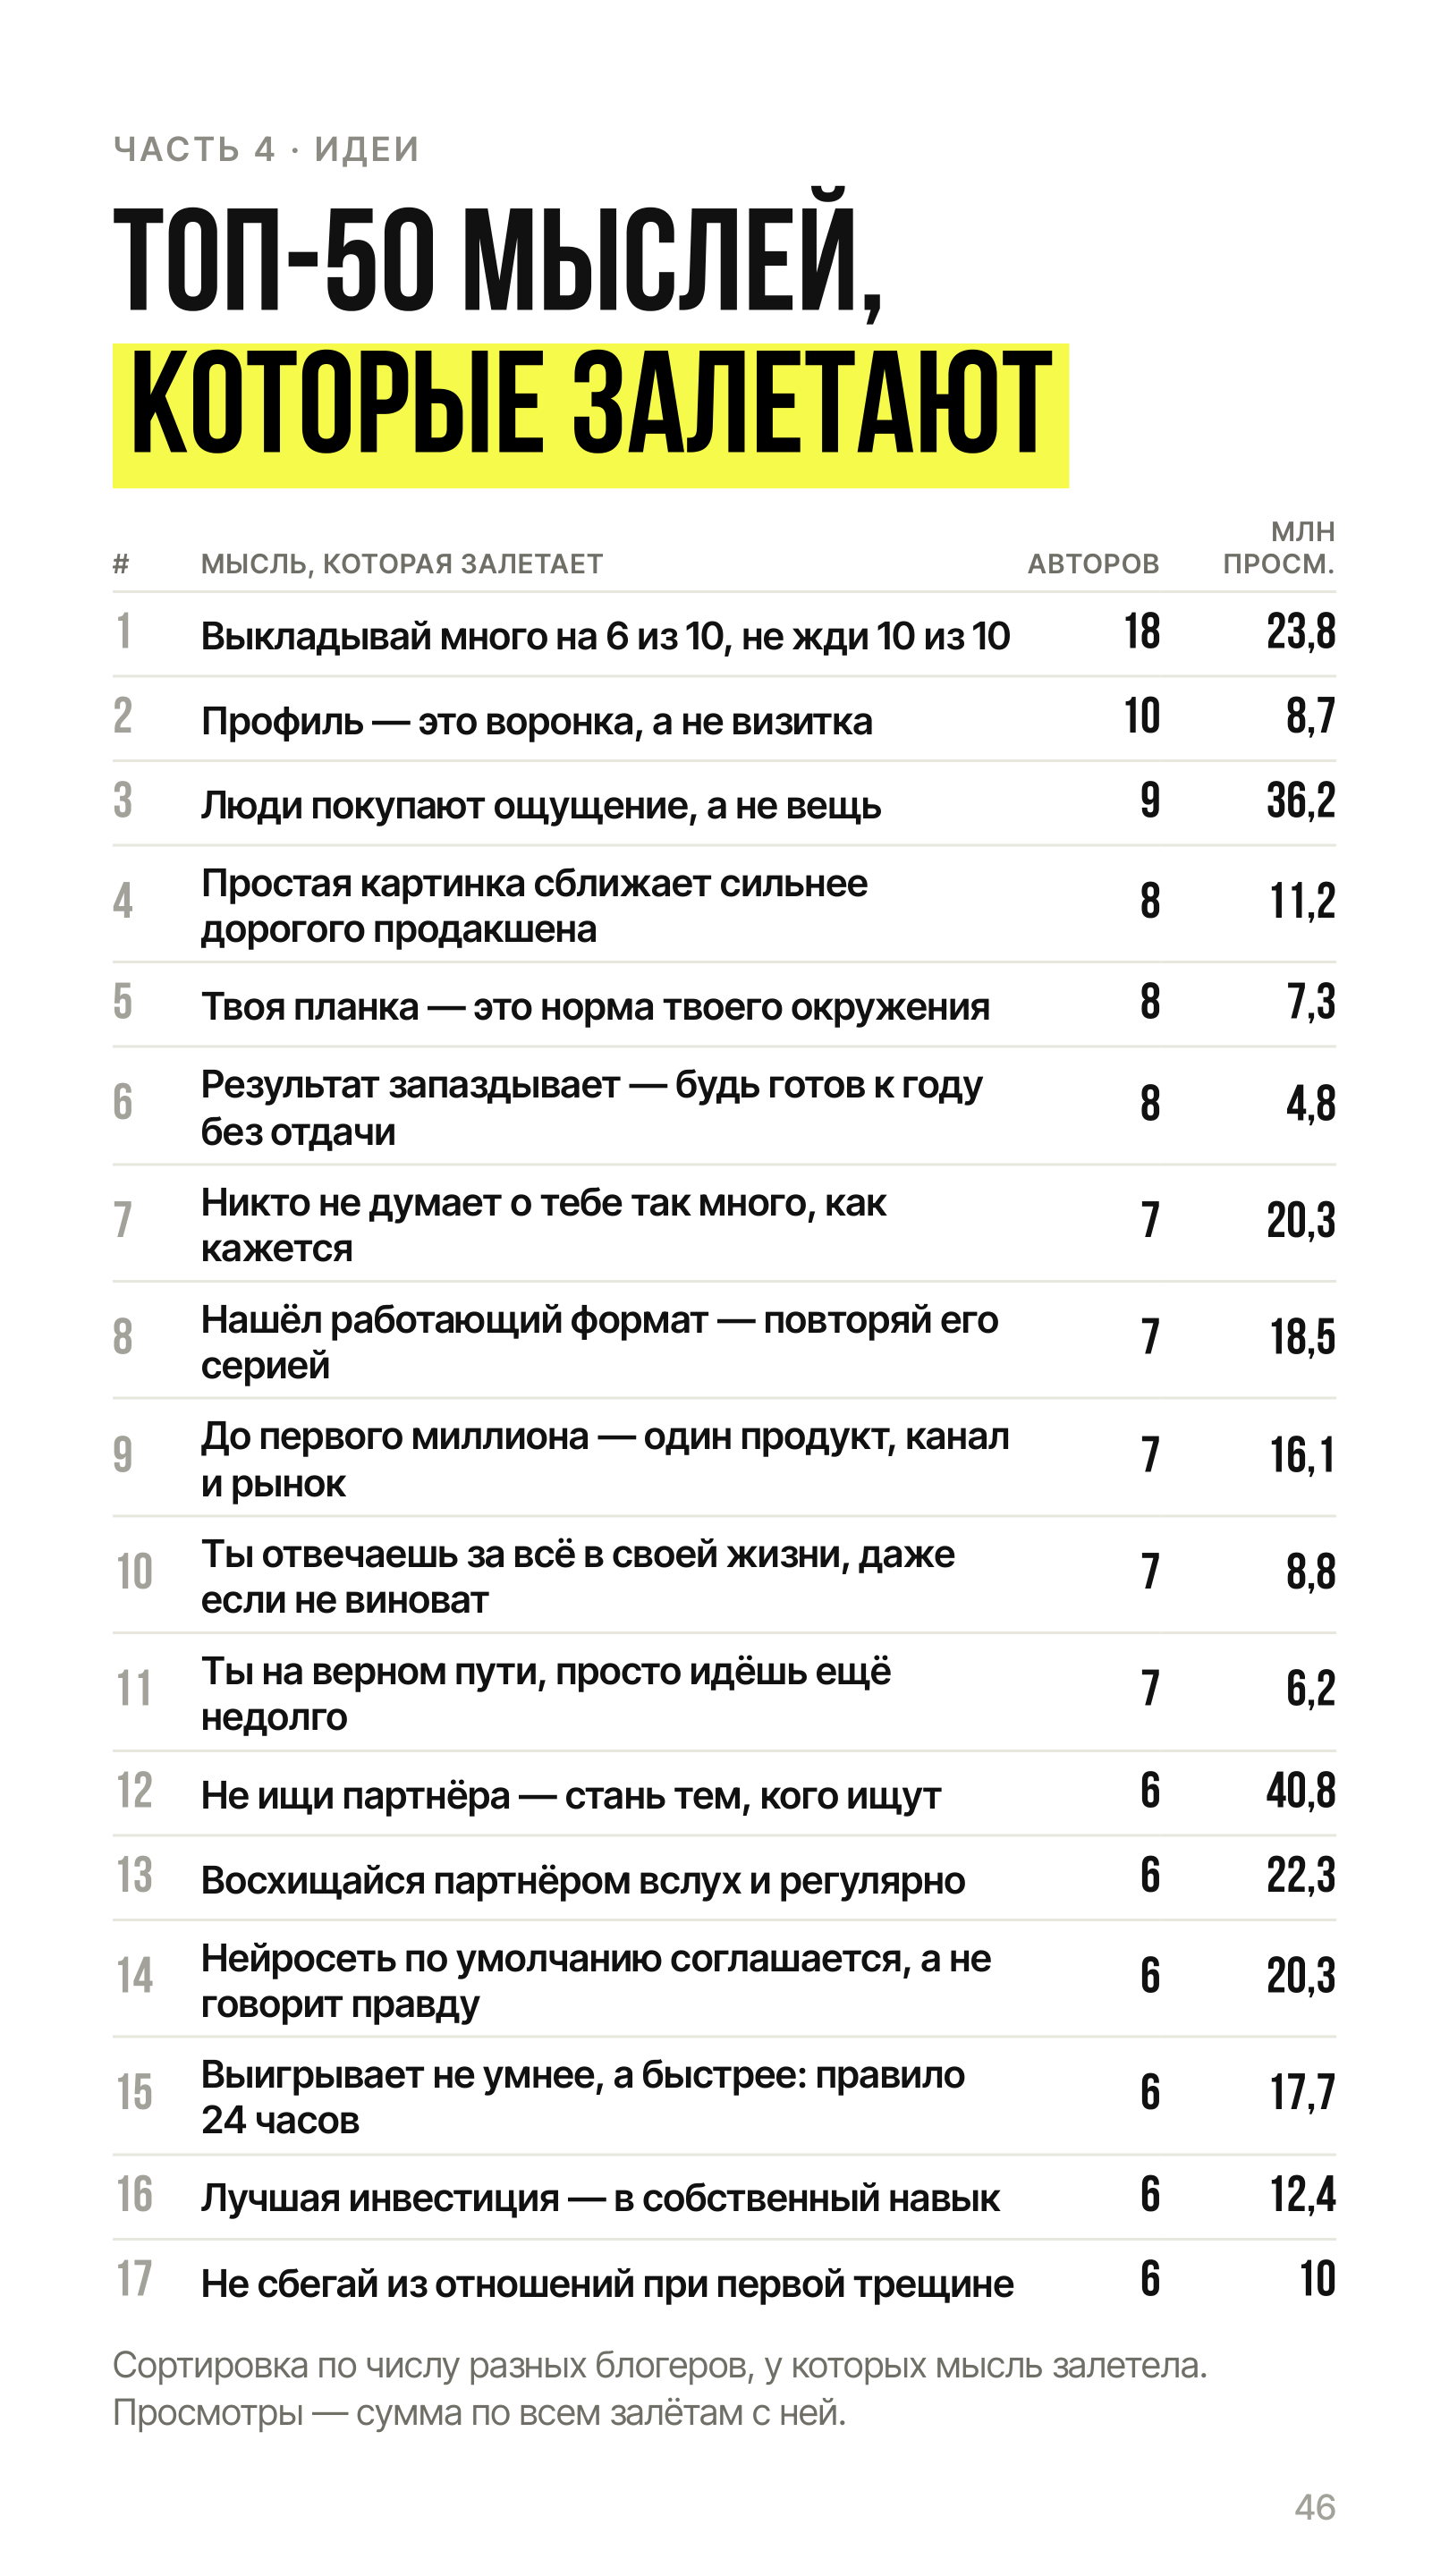 ЧАСТЬ 4 · ИДЕИ
ТОП-50 МЫСЛЕЙ,
КОТОРЫЕ ЗАЛЕТАЮТ
# МЫСЛЬ, КОТОРАЯ ЗАЛЕТАЕТ АВТОРОВ МЛН
ПРОСМ.
1 Выкладывай много на 6 из 10, не жди 10 из 10 18 23,8
2 Профиль — это воронка, а не визитка 10 8,7
3 Люди покупают ощущение, а не вещь 9 36,2
4 Простая картинка сближает сильнее
дорогого продакшена 8 11,2
5 Твоя планка — это норма твоего окружения 8 7,3
6 Результат запаздывает — будь готов к году
без отдачи 8 4,8
7 Никто не думает о тебе так много, как
кажется 7 20,3
8 Нашёл работающий формат — повторяй его
серией 7 18,5
9 До первого миллиона — один продукт, канал
и рынок 7 16,1
10 Ты отвечаешь за всё в своей жизни, даже
если не виноват 7 8,8
11 Ты на верном пути, просто идёшь ещё
недолго 7 6,2
12 Не ищи партнёра — стань тем, кого ищут 6 40,8
13 Восхищайся партнёром вслух и регулярно 6 22,3
14 Нейросеть по умолчанию соглашается, а не
говорит правду 6 20,3
15 Выигрывает не умнее, а быстрее: правило
24 часов 6 17,7
16 Лучшая инвестиция — в собственный навык 6 12,4
17 Не сбегай из отношений при первой трещине 6 10
Сортировка по числу разных блогеров, у которых мысль залетела.
Просмотры — сумма по всем залётам с ней.
46